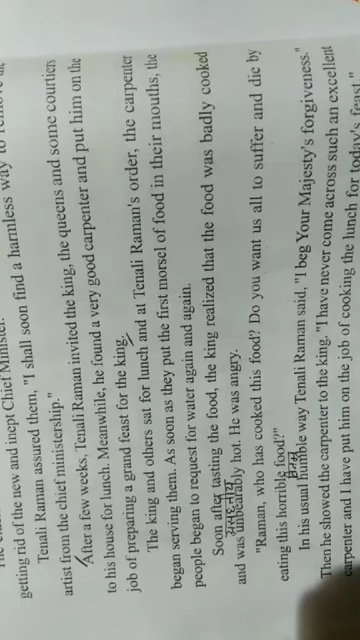 getting rid of the new and inept Chief Minister.
Tenali Raman assured them, "I shall soon find a harmless way to remove
artist from the chief ministership."
After a few weeks, Tenali Raman invited the king, the queens and some courtiers
to his house for lunch. Meanwhile, he found a very good carpenter and put him on the
job of preparing a grand feast for the king.
The king and others sat for lunch and at Tenali Raman's order, the carpenter
began serving them. As soon as they put the first morsel of food in their mouths, the
people began to request for water again and again.
Soon after tasting the food, the king realized that the food was badly cooked
असहनीय
and was unbearably hot. He was angry.
"Raman, who has cooked this food? Do you want us all to suffer and die by
eating this horrible food?"
विनम्र
In his usual humble way Tenali Raman said, "I beg Your Majesty's forgiveness."
Then he showed the carpenter to the king. "I have never come across such an excellent
carpenter and I have put him on the job of cooking the lunch for today's feast."